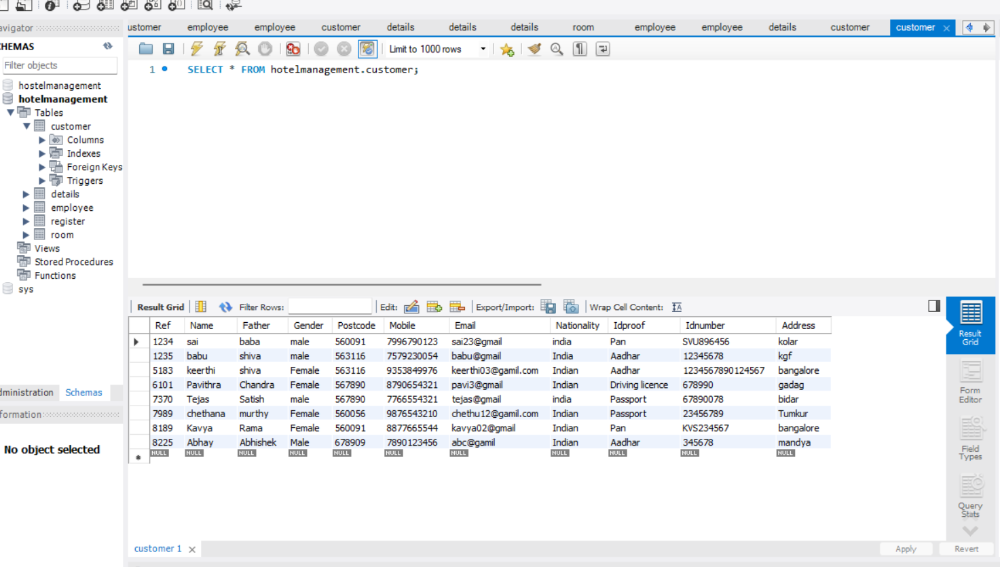 ustomer employee employee customer details details details room employee employee details customer customer
avigator
CHEMAS
Filter objects
hostelmanagement
hotelmanagement
Tables
customer
Columns
Indexes
Foreign Keys
Triggers
details
employee
register
room
Views
Stored Procedures
Functions
sys
dministration Schemas
formation
No object selected
Limit to 1000 rows
1 SELECT * FROM hotelmanagement.customer;
Result Grid Filter Rows: Edit: Export/Import: Wrap Cell Content:
Ref Name Father Gender Postcode Mobile Email Nationality Idproof Idnumber Address
1234 sai baba male 560091 7996790123 sai23@gmail india Pan SVU896456 kolar
1235 babu shiva male 563116 7579230054 babu@gmail India Aadhar 12345678 kgf
5183 keerthi shiva Female 563116 9353849976 keerthi03@gamil.com Indian Aadhar 1234567890124567 bangalore
6101 Pavithra Chandra Female 567890 8790654321 pavi3@gmail Indian Driving licence 678990 gadag
7370 Tejas Satish male 567890 7766554321 tejas@gmail india Passport 67890078 bidar
7989 chethana murthy Female 560056 9876543210 chethu12@gamil.com Indian Passport 23456789 Tumkur
8189 Kavya Rama Female 560091 8877665544 kavya02@gmail Indian Pan KVS234567 bangalore
8225 Abhay Abhishek Male 678909 7890123456 abc@gamil Indian Aadhar 345678 mandya
NULL NULL NULL NULL NULL NULL NULL NULL NULL NULL NULL
Result
Grid
Form
Editor
Field
Types
Query
Stats
customer 1
Apply Revert